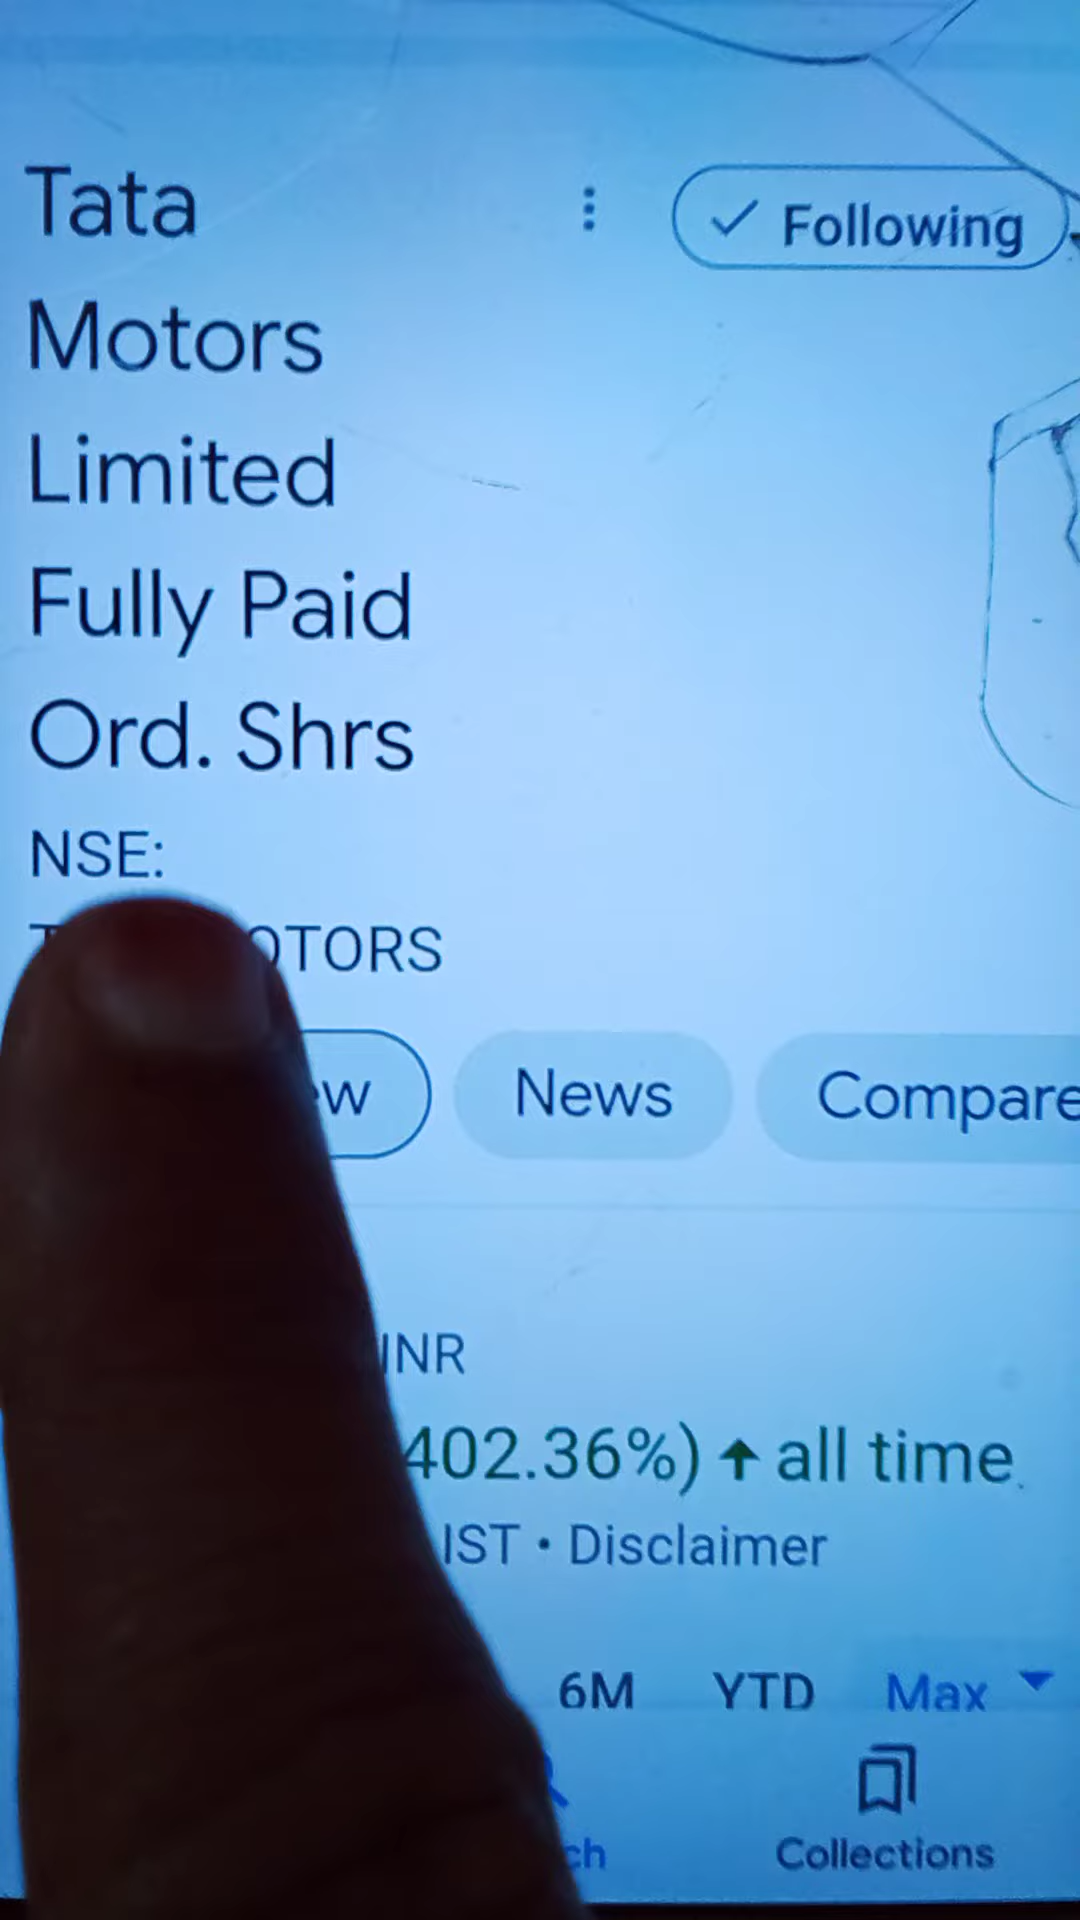 Tata
Following
Motors
Limited
Fully Paid
Ord. Shrs
NSE:
News
Compare
INR
402.36%) ↑ all time
IST • Disclaimer
6M YTD Max
Collections